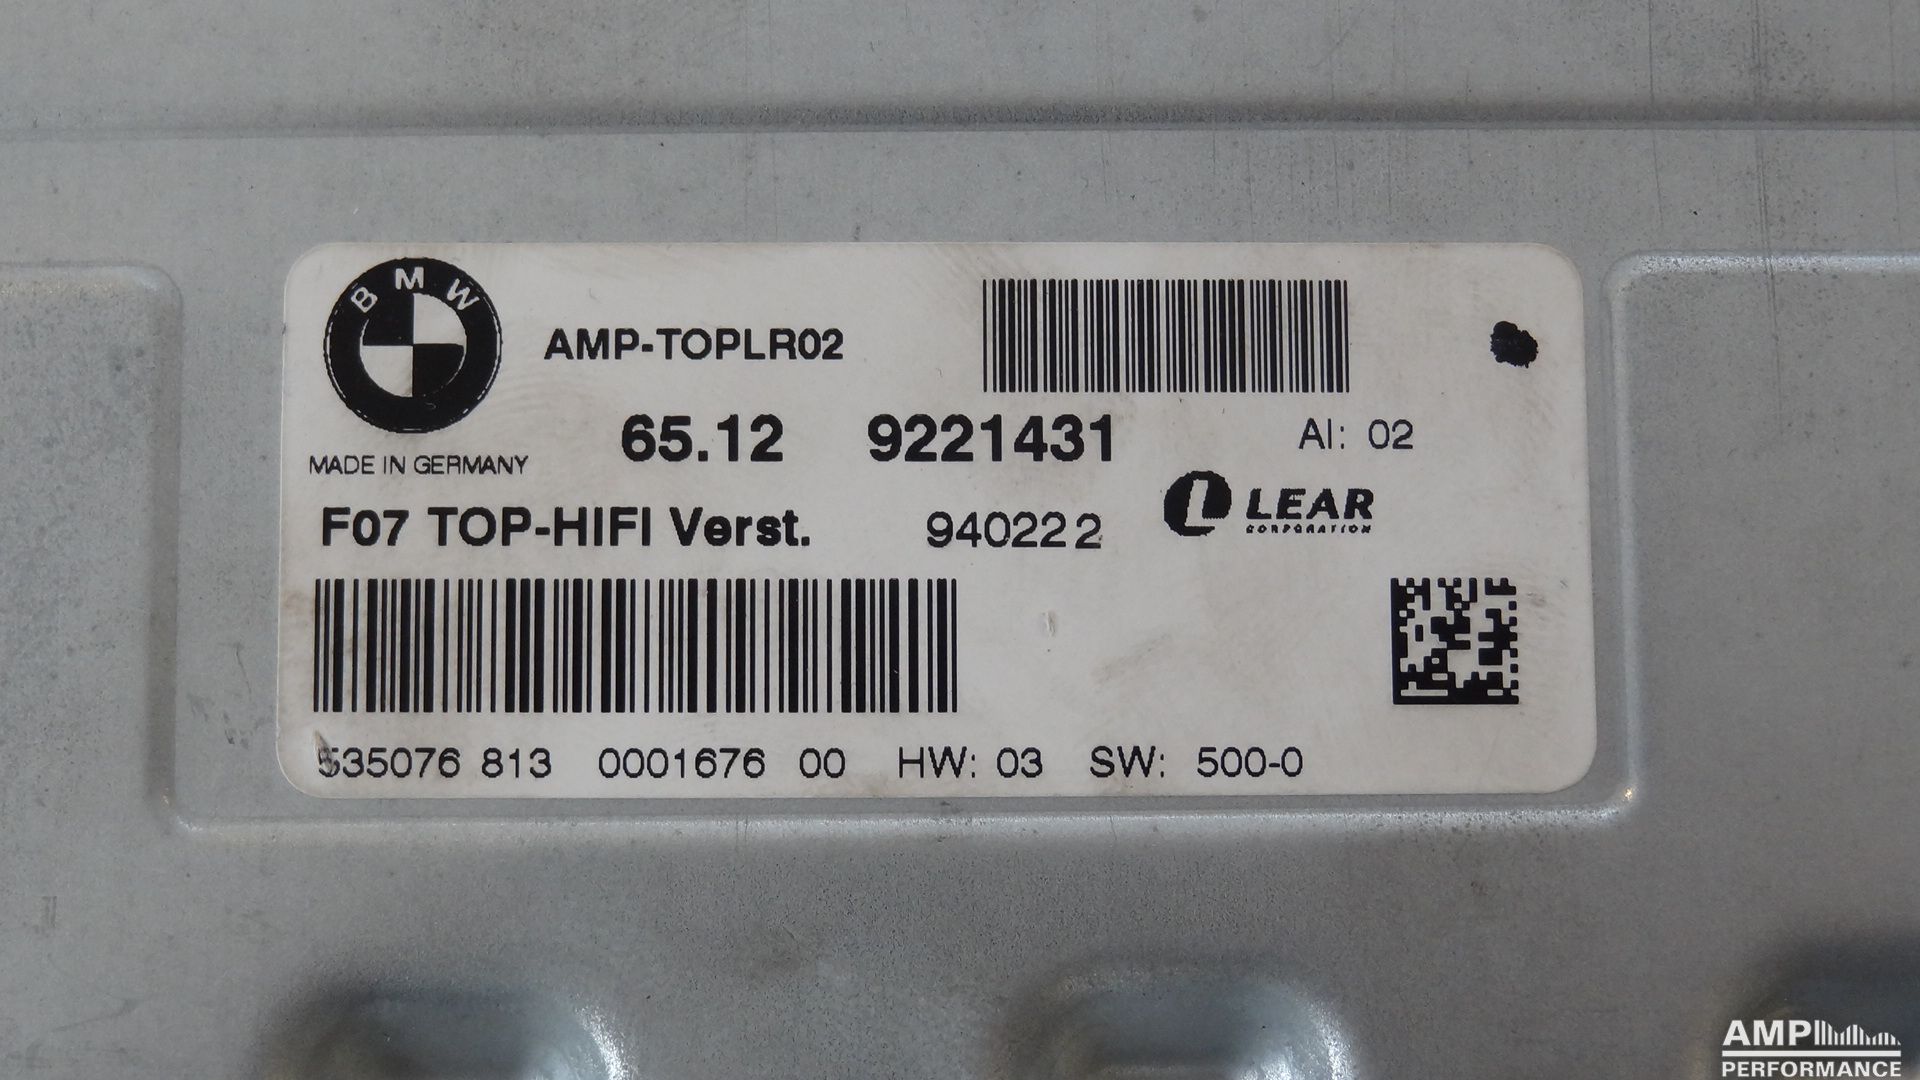 BMW
AMP-TOPLR02
65.12 9221431 AI: 02
MADE IN GERMANY
F07 TOP-HIFI Verst. 940222 LEAR
CORPORATION
535076 813 0001676 00 HW: 03 SW: 500-0
AMP
PERFORMANCE